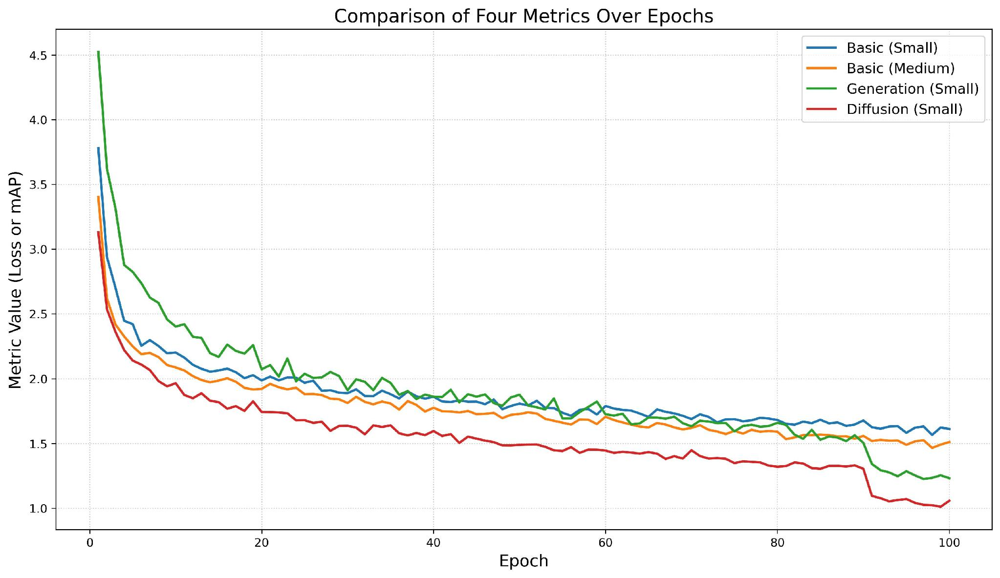 Comparison of Four Metrics Over Epochs
Metric Value (Loss or mAP)
4.5
4.0
3.5
3.0
2.5
2.0
1.5
1.0
Basic (Small)
Basic (Medium)
Generation (Small)
Diffusion (Small)
0 20 40 60 80 100
Epoch